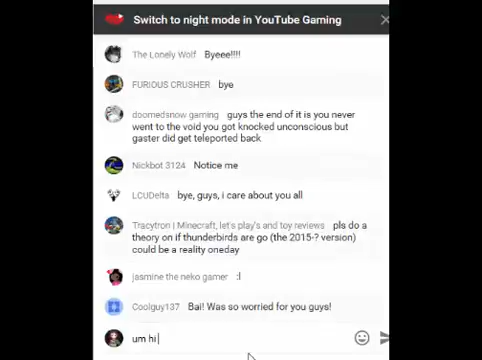 Switch to night mode in YouTube Gaming
The Lonely Wolf Byeee!!!!
FURIOUS CRUSHER bye
doomedsnow gaming guys the end of it is you never
went to the void you got knocked unconscious but
gaster did get teleported back
Nickbot 3124 Notice me
LCUDelta bye, guys, i care about you all
Tracytron | Minecraft, let's play's and toy reviews pls do a
theory on if thunderbirds are go (the 2015-? version)
could be a reality oneday
jasmine the neko gamer :l
Coolguy137 Bai! Was so worried for you guys!
um hi